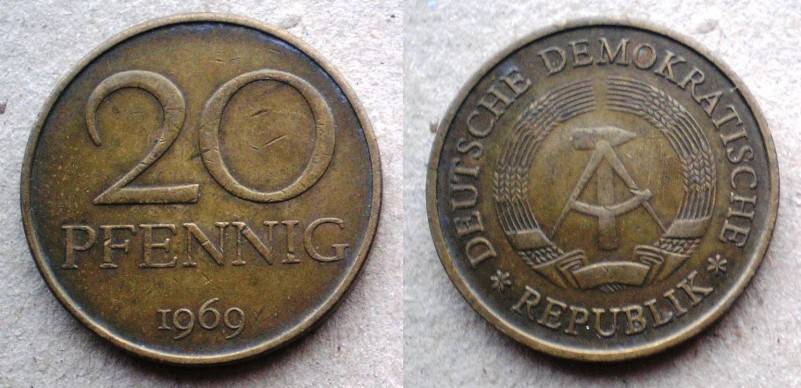 20
PFENNIG
1969
DEUTSCHE DEMOKRATISCHE
* REPUBLIK *